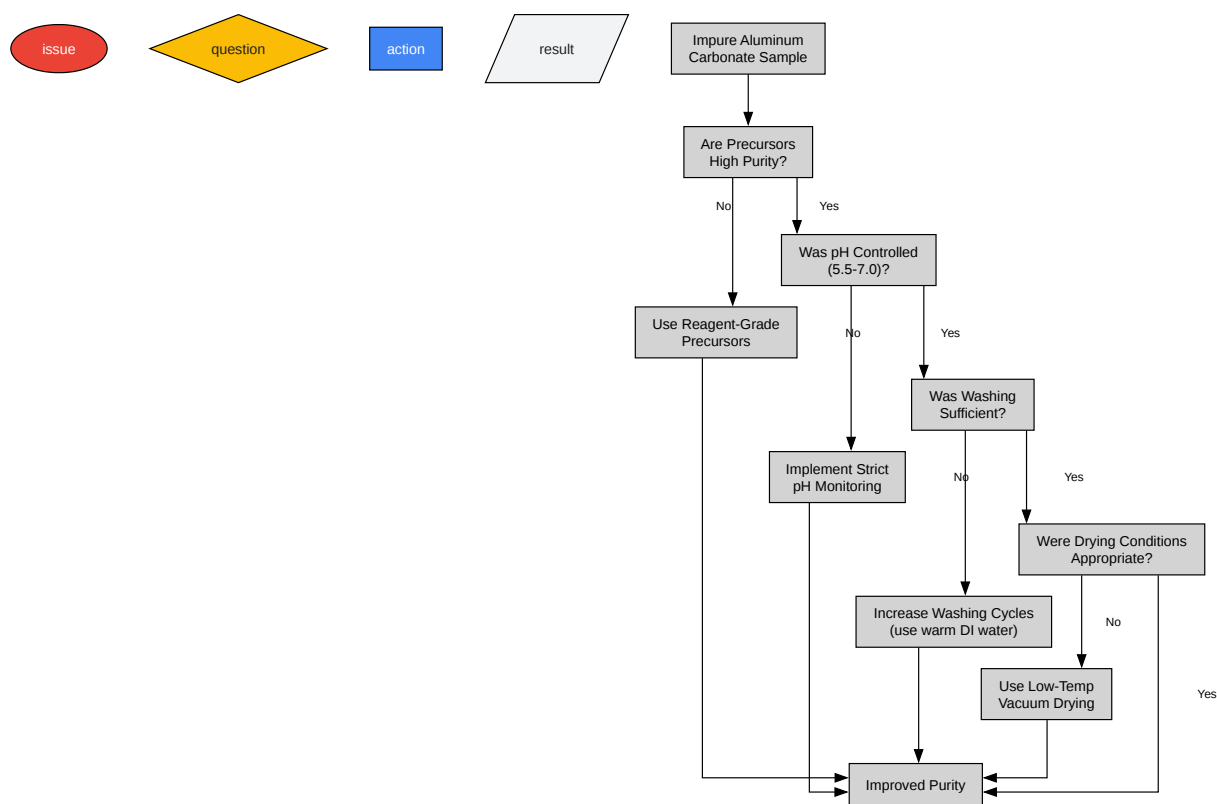 issue
question
action
result
Impure Aluminum
Carbonate Sample
Are Precursors
High Purity?
No
Yes
Was pH Controlled
(5.5-7.0)?
Use Reagent-Grade
Precursors
No
Yes
Was Washing
Sufficient?
Implement Strict
pH Monitoring
No
Yes
Were Drying Conditions
Appropriate?
Increase Washing Cycles
(use warm DI water)
No
Use Low-Temp
Vacuum Drying
Yes
Improved Purity